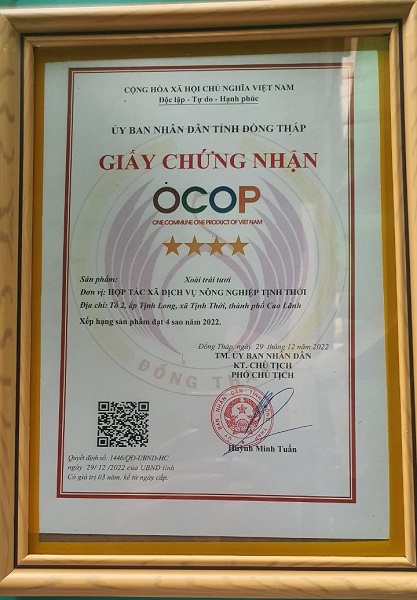 CỘNG HÒA XÃ HỘI CHỦ NGHĨA VIỆT NAM
Độc lập - Tự do - Hạnh phúc
ỦY BAN NHÂN DÂN TỈNH ĐỒNG THÁP
GIẤY CHỨNG NHẬN
OCOP
ONE COMMUNE ONE PRODUCT OF VIET NAM
Sản phẩm: Xoài trái tươi
Đơn vị: HỢP TÁC XÃ DỊCH VỤ NÔNG NGHIỆP TỊNH THỚI
Địa chỉ: Tổ 2, ấp Tịnh Long, xã Tịnh Thới, thành phố Cao Lãnh
Xếp hạng sản phẩm đạt 4 sao năm 2022.
Đồng Tháp, ngày 29 tháng 12 năm 2022
TM. ỦY BAN NHÂN DÂN
KT. CHỦ TỊCH
PHÓ CHỦ TỊCH
ĐỒNG THÁP
Huỳnh Minh Tuấn
Quyết định số: 1446/QĐ-UBND-HC
ngày 29/ 12 /2022 của UBND tỉnh
Có giá trị 03 năm, kể từ ngày cấp.